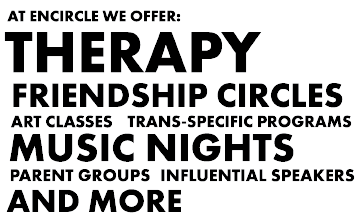 AT ENCIRCLE WE OFFER:
THERAPY
FRIENDSHIP CIRCLES
ART CLASSES TRANS-SPECIFIC PROGRAMS
MUSIC NIGHTS
PARENT GROUPS INFLUENTIAL SPEAKERS
AND MORE